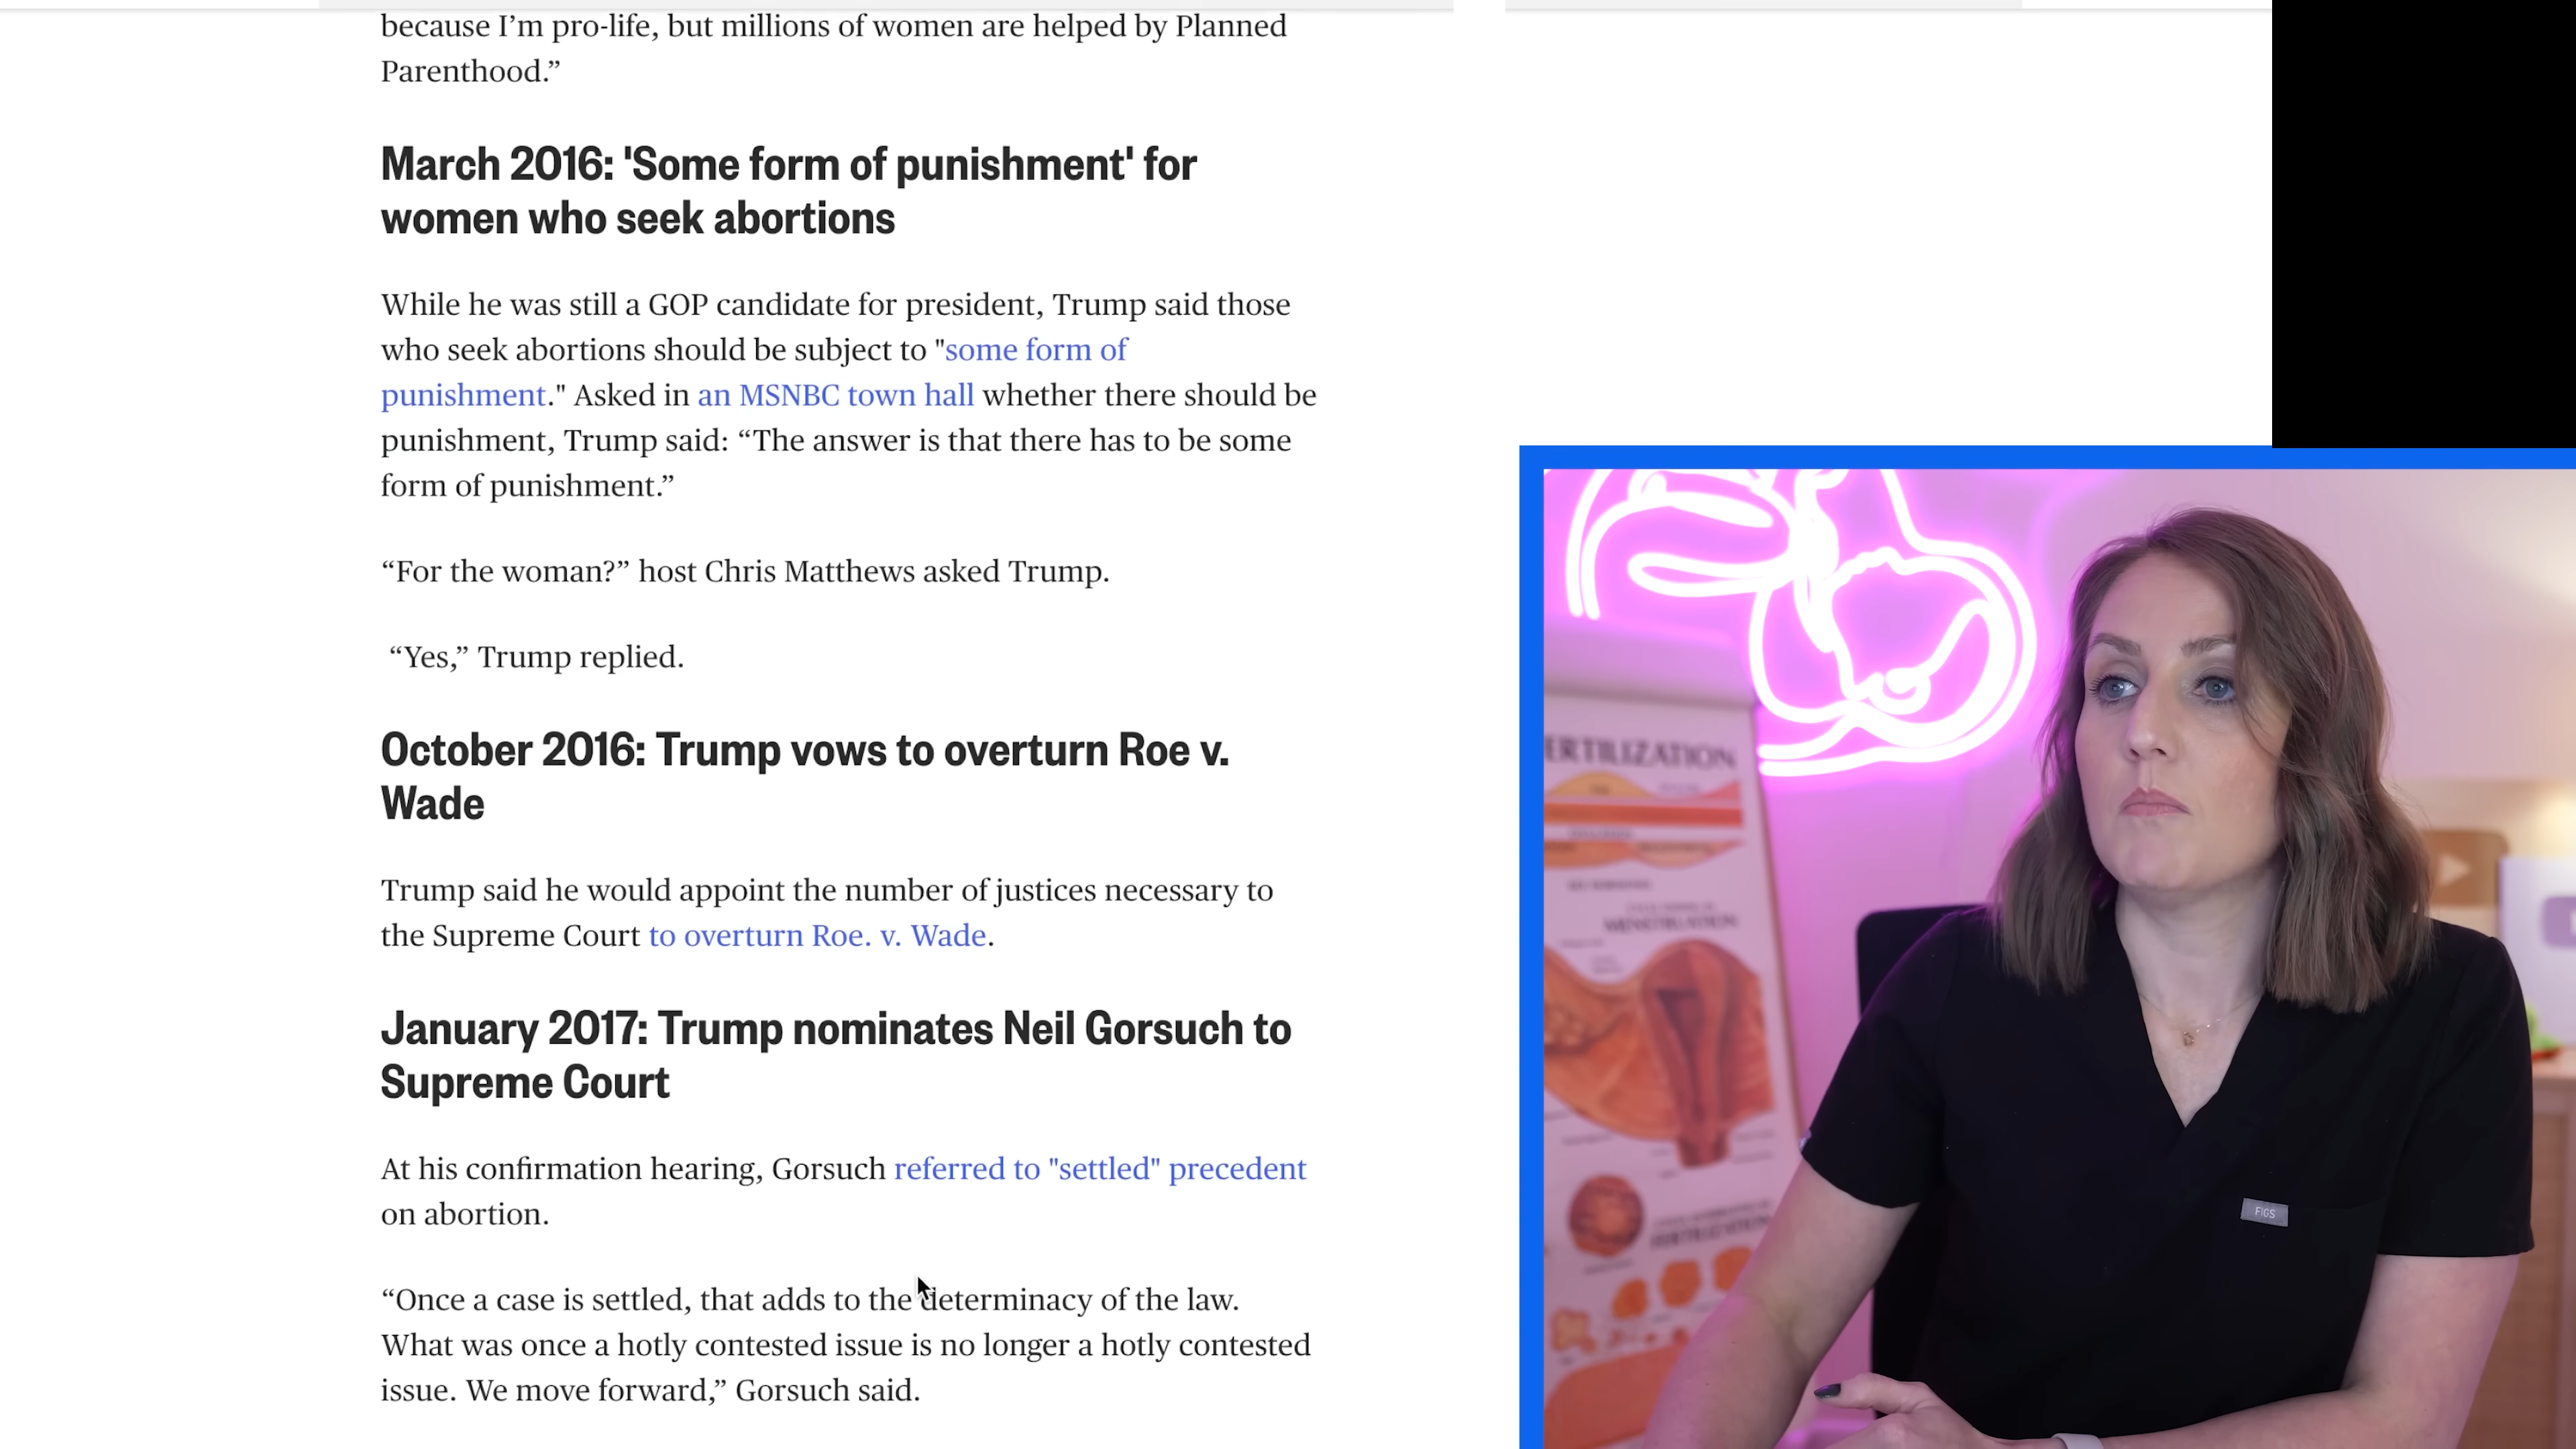 because I’m pro-life, but millions of women are helped by Planned
Parenthood.”
March 2016: 'Some form of punishment' for
women who seek abortions
While he was still a GOP candidate for president, Trump said those
who seek abortions should be subject to "some form of
punishment." Asked in an MSNBC town hall whether there should be
punishment, Trump said: “The answer is that there has to be some
form of punishment.”
“For the woman?” host Chris Matthews asked Trump.
“Yes,” Trump replied.
October 2016: Trump vows to overturn Roe v.
Wade
Trump said he would appoint the number of justices necessary to
the Supreme Court to overturn Roe. v. Wade.
January 2017: Trump nominates Neil Gorsuch to
Supreme Court
At his confirmation hearing, Gorsuch referred to "settled" precedent
on abortion.
“Once a case is settled, that adds to the determinacy of the law.
What was once a hotly contested issue is no longer a hotly contested
issue. We move forward,” Gorsuch said.
ERTILIZATION
MENSTRUATION
FERTILIZATION
FIGS